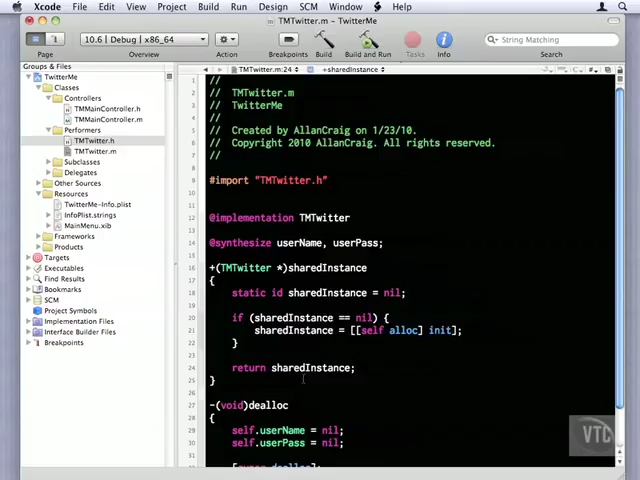 Xcode File Edit View Project Build Run Design SCM Window Help
TMTwitter.m - TwitterMe
10.6 | Debug | x86_64
String Matching
Page Overview Action Breakpoints Build Build and Run Tasks Info Search
Groups & Files
TMTwitter.m:24 +sharedInstance
TwitterMe
Classes
Controllers
TMMainController.h
TMMainController.m
Performers
TMTwitter.h
TMTwitter.m
Subclasses
Delegates
Other Sources
Resources
TwitterMe-Info.plist
InfoPlist.strings
MainMenu.xib
Frameworks
Products
Targets
Executables
Find Results
Bookmarks
SCM
Project Symbols
Implementation Files
Interface Builder Files
Breakpoints
//
// TMTwitter.m
// TwitterMe
//
// Created by AllanCraig on 1/23/10.
// Copyright 2010 AllanCraig. All rights reserved.
//
#import "TMTwitter.h"
@implementation TMTwitter
@synthesize userName, userPass;
+(TMTwitter *)sharedInstance
{
static id sharedInstance = nil;
if (sharedInstance == nil) {
sharedInstance = [[self alloc] init];
}
return sharedInstance;
}
-(void)dealloc
{
self.userName = nil;
self.userPass = nil;
[super dealloc];
VTC